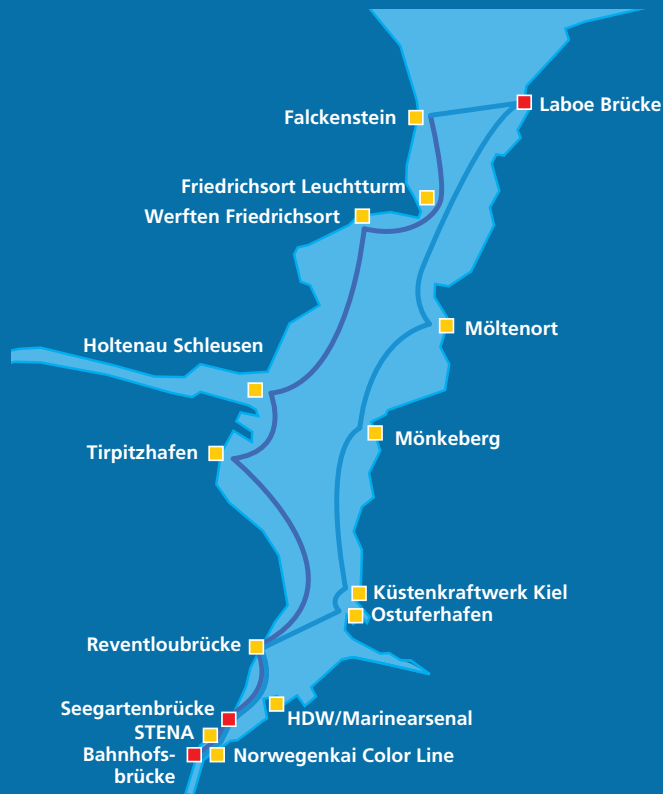 Laboe Brücke
Falckenstein
Friedrichsort Leuchtturm
Werften Friedrichsort
Möltenort
Holtenau Schleusen
Mönkeberg
Tirpitzhafen
Küstenkraftwerk Kiel
Ostuferhafen
Reventloubrücke
Seegartenbrücke
HDW/Marinearsenal
STENA
Bahnhofs-
brücke
Norwegenkai Color Line